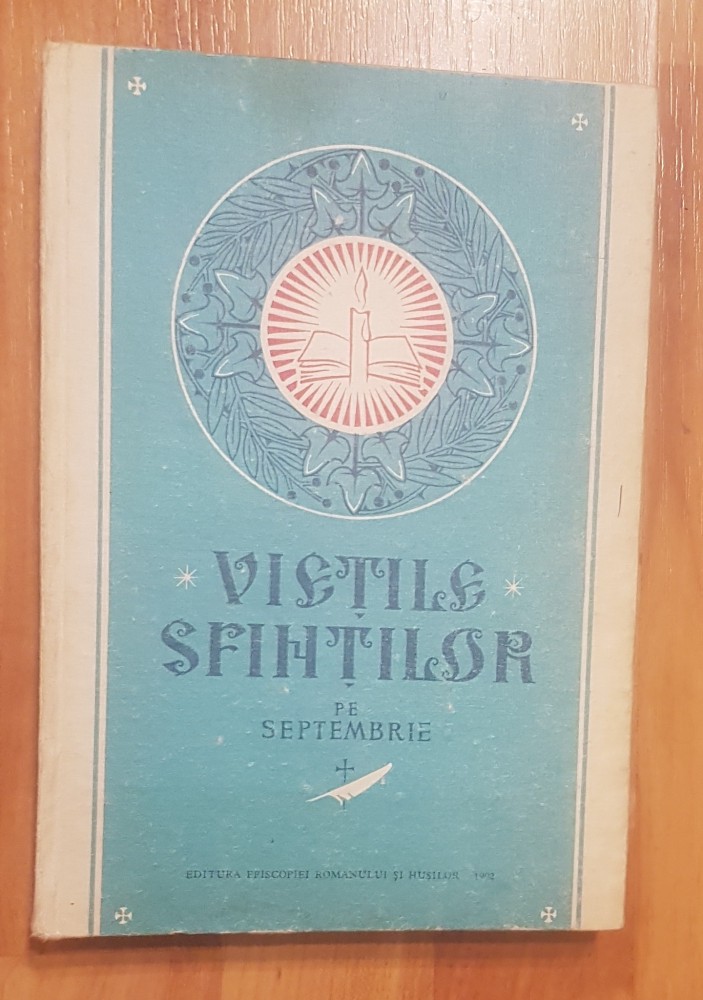 VIEȚILE
SFINȚILOR
PE
SEPTEMBRIE
EDITURA EPISCOPIEI ROMANULUI ȘI HUȘILOR 1992